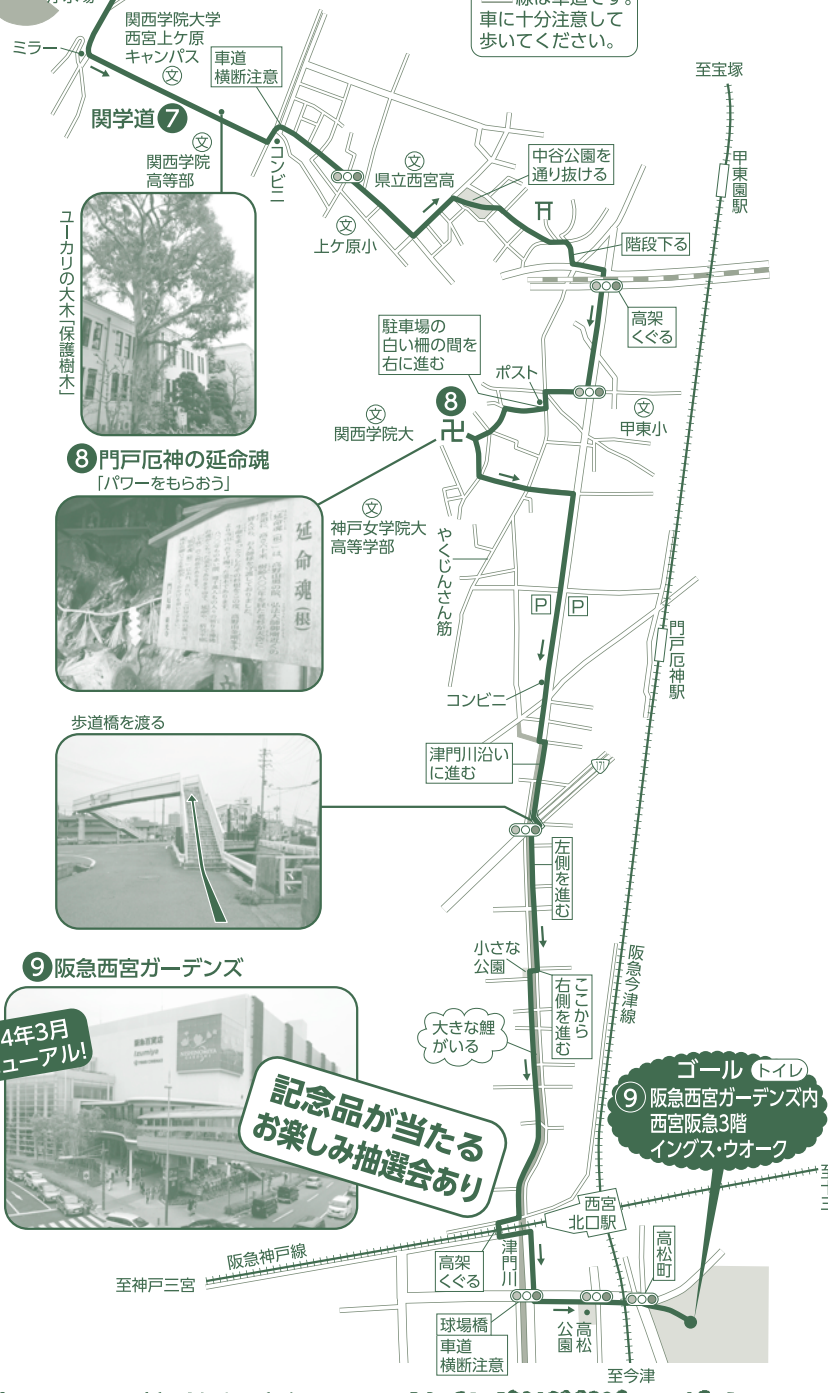 線は車道です。
車に十分注意して
歩いてください。
関西学院大学
西宮上ケ原
キャンパス
文
ミラー
車道
横断注意
関学道7
文
関西学院
高等部
コンビニ
文
県立西宮高
文
上ケ原小
中谷公園を
通り抜ける
階段下る
至宝塚
甲東園駅
ユーカリの大木「保護樹木」
高架
くぐる
駐車場の
白い柵の間を
右に進む
ポスト
8
文
関西学院大
文
甲東小
8門戸厄神の延命魂
「パワーをもらおう」
延命魂(根)
文
神戸女学院大
高等学部
やくじんさん筋
P
P
門戸厄神駅
コンビニ
歩道橋を渡る
津門川沿い
に進む
171
左側を進む
小さな
公園
ここから
右側を進む
阪急今津線
大きな鯉
がいる
9阪急西宮ガーデンズ
4年3月
ューアル!
Izumiya
記念品が当たる
お楽しみ抽選会あり
ゴール トイレ
9阪急西宮ガーデンズ内
西宮阪急3階
イングス・ウオーク
西宮
北口駅
阪急神戸線
至神戸三宮
高架
くぐる
津門川
高松町
球場橋
車道
横断注意
高松
公園
至今津